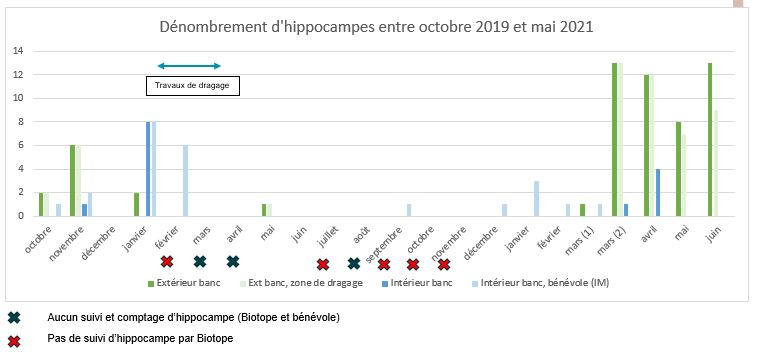 Dénombrement d'hippocampes entre octobre 2019 et mai 2021
14
12
10
8
6
4
2
0
Travaux de dragage
octobre
novembre
décembre
janvier
février
mars
avril
mai
juin
juillet
août
septembre
octobre
novembre
décembre
janvier
février
mars (1)
mars (2)
avril
mai
juin
Extérieur banc Ext banc, zone de dragage Intérieur banc Intérieur banc, bénévole (IM)
Aucun suivi et comptage d'hippocampe (Biotope et bénévole)
Pas de suivi d'hippocampe par Biotope